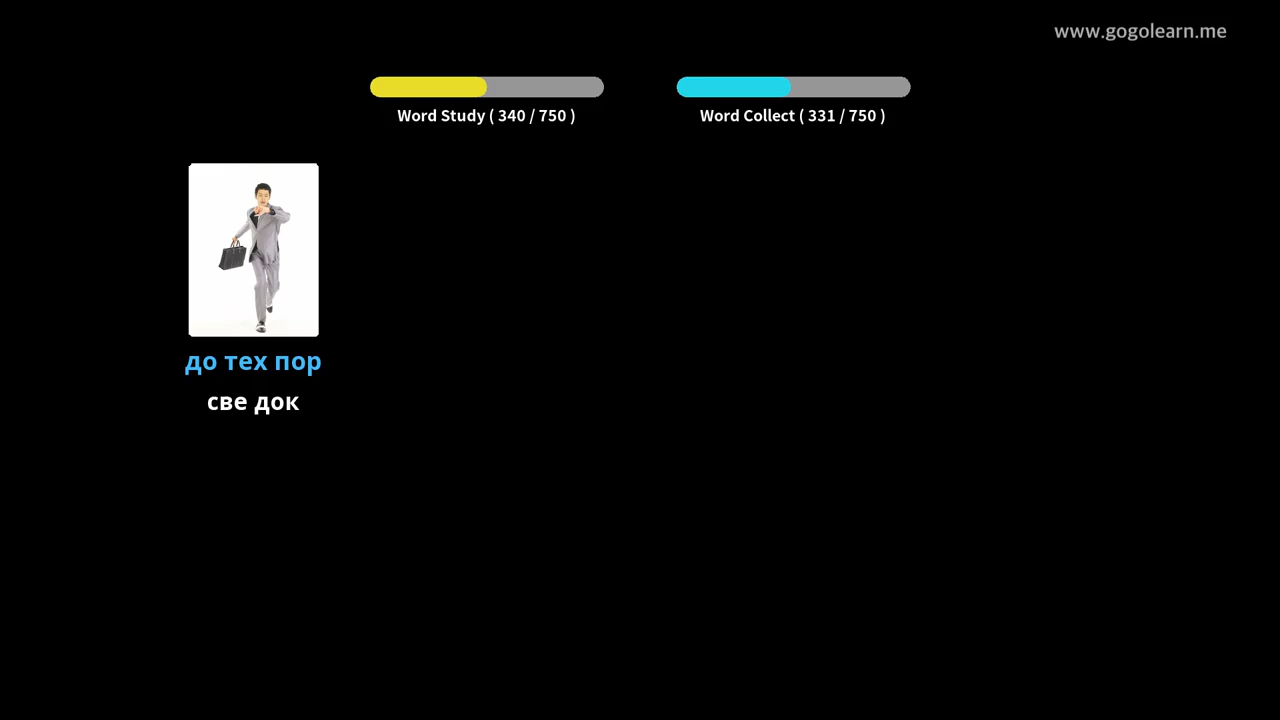 www.gogolearn.me
Word Study ( 340 / 750 )
Word Collect ( 331 / 750 )
до тех пор
све док